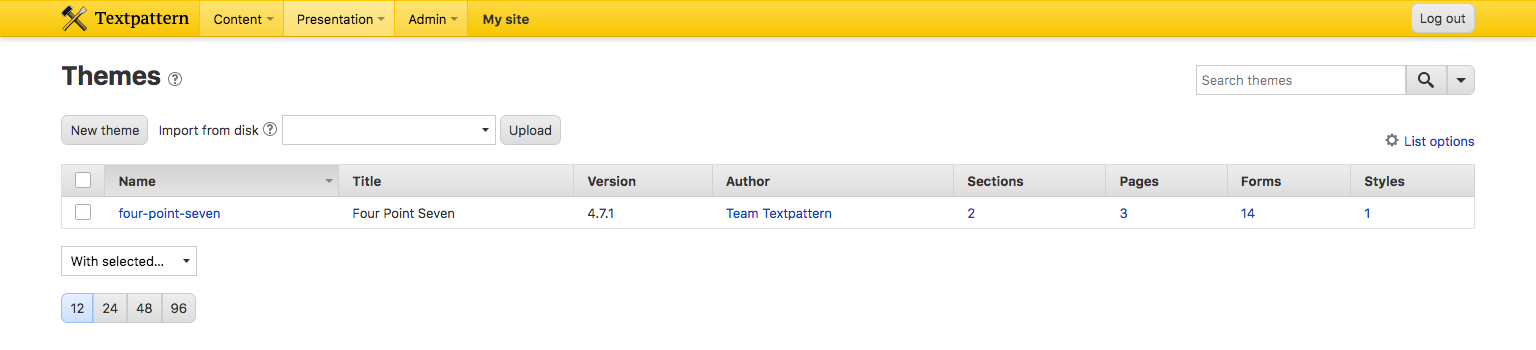 Textpattern Content Presentation Admin My site Log out
Themes ?
Search themes
New theme Import from disk ? Upload
List options
Name Title Version Author Sections Pages Forms Styles
four-point-seven Four Point Seven 4.7.1 Team Textpattern 2 3 14 1
With selected...
12 24 48 96